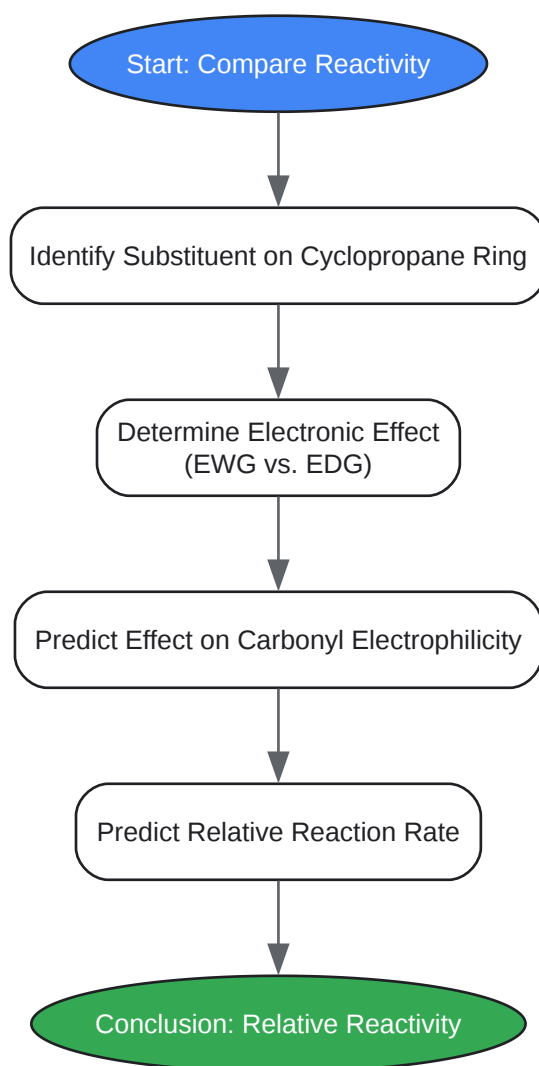 Start: Compare Reactivity
Identify Substituent on Cyclopropane Ring
Determine Electronic Effect
(EWG vs. EDG)
Predict Effect on Carbonyl Electrophilicity
Predict Relative Reaction Rate
Conclusion: Relative Reactivity